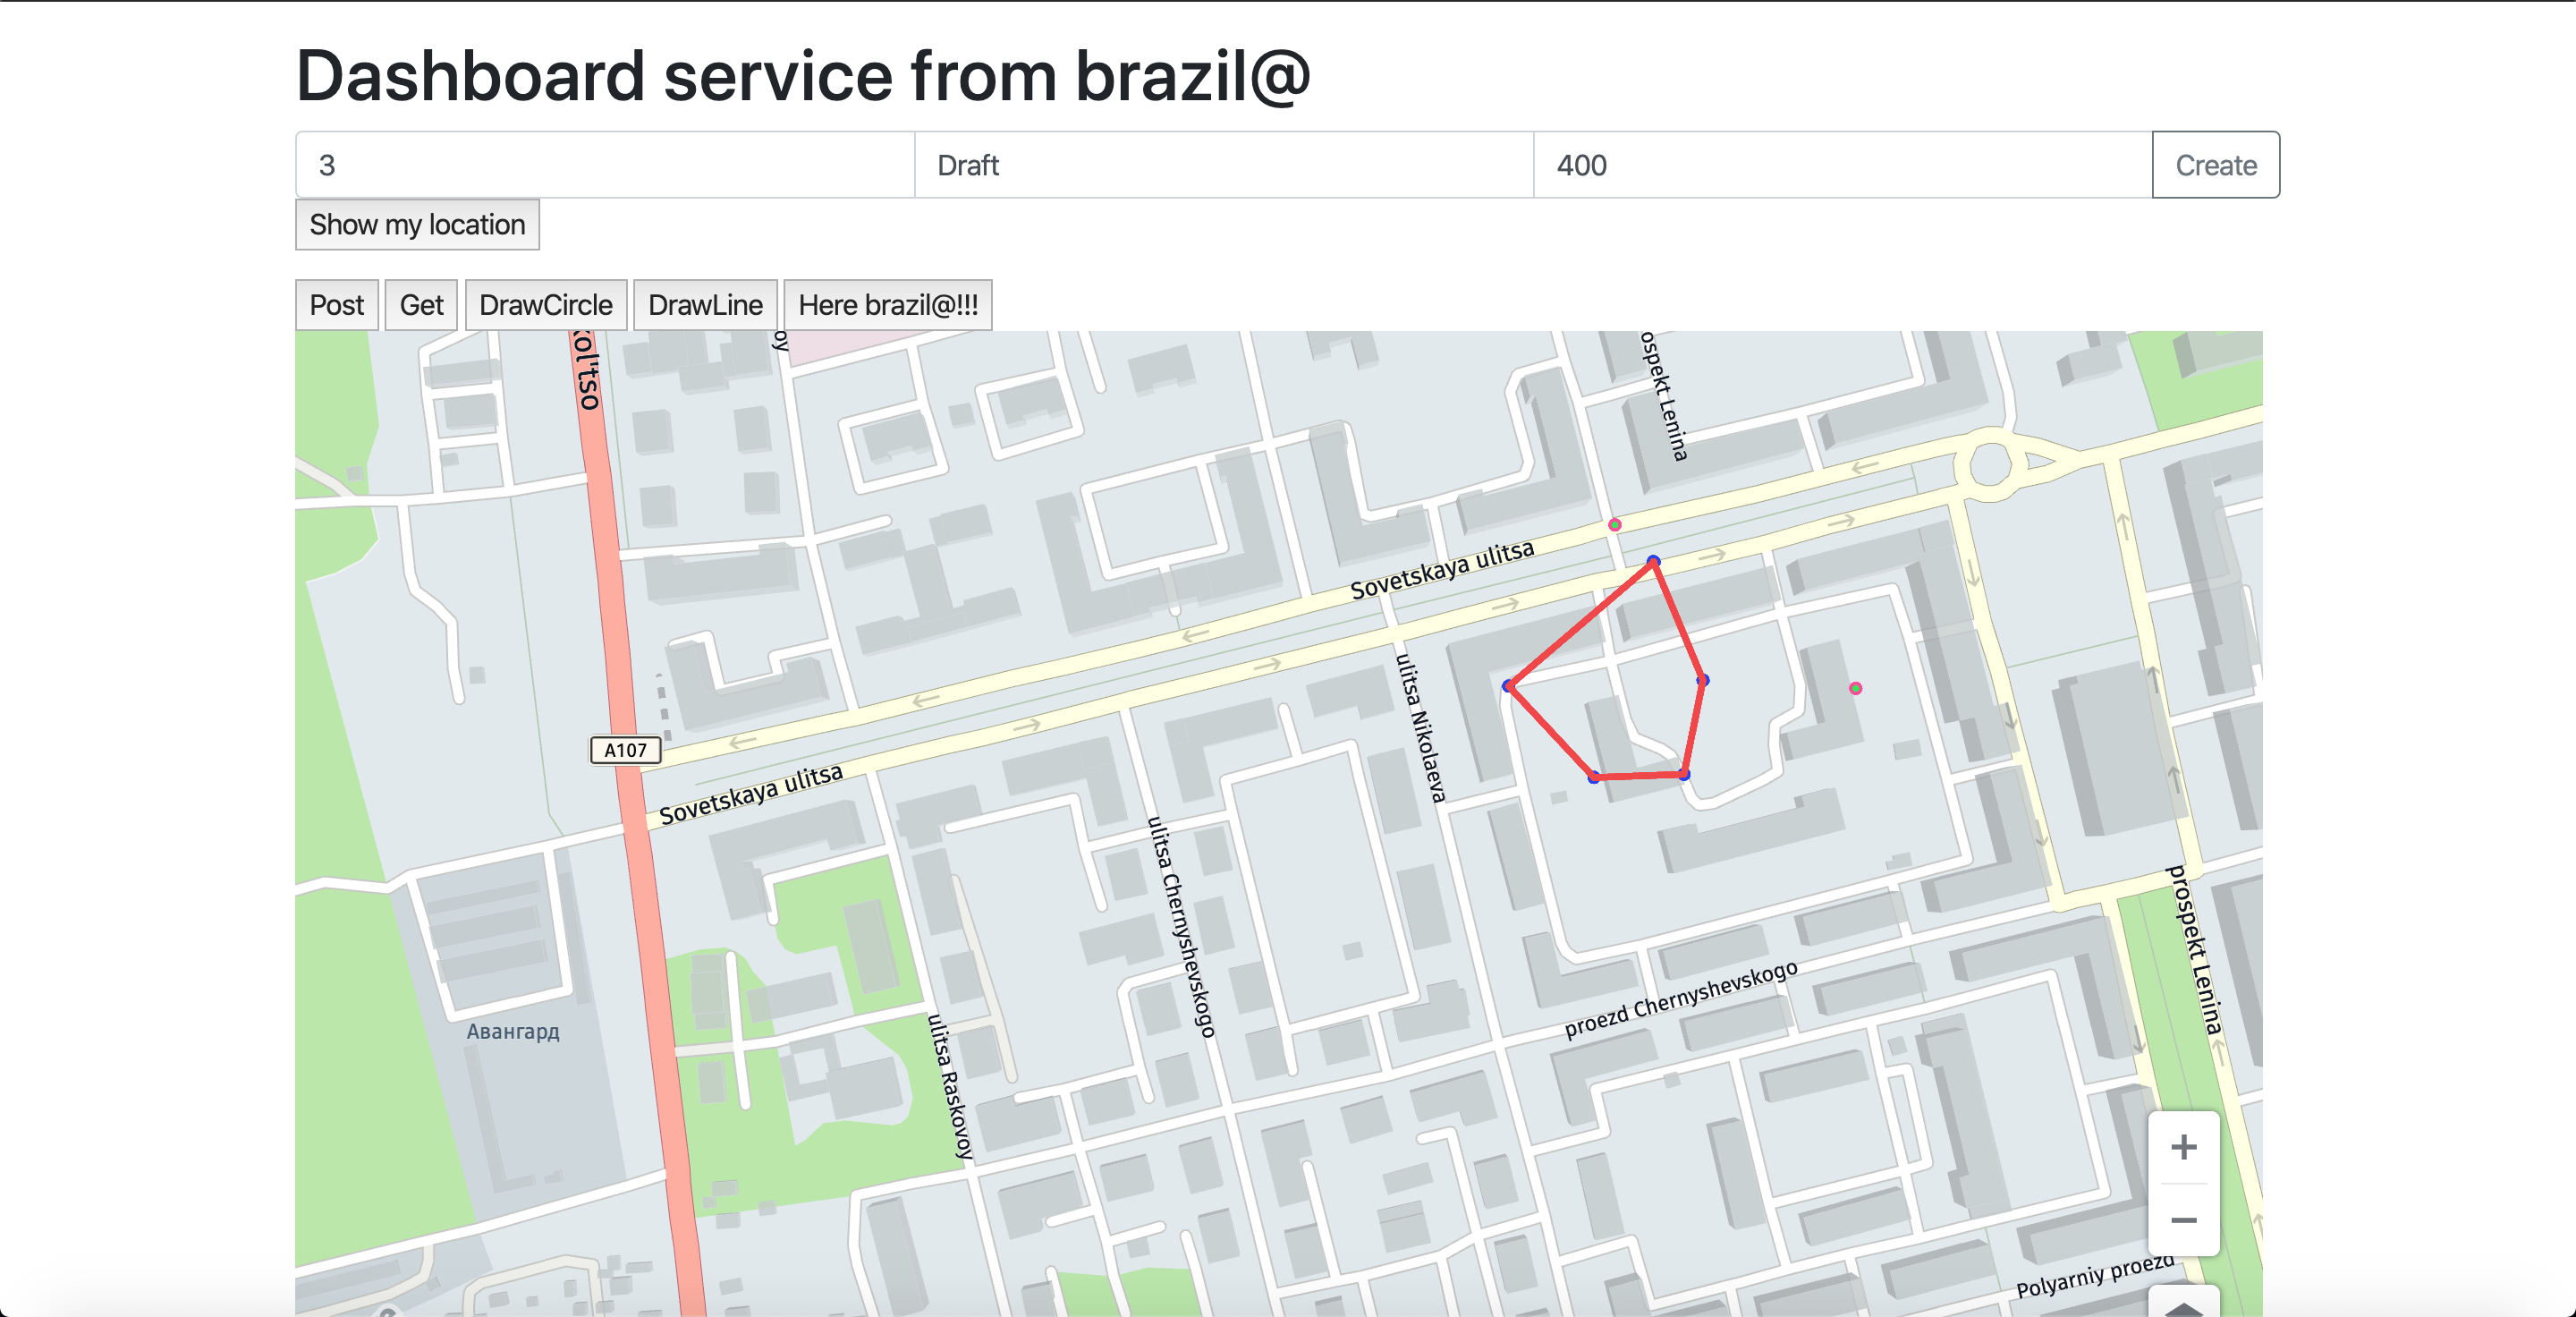 Dashboard service from brazil@
3 Draft 400 Create
Show my location
Post Get DrawCircle DrawLine Here brazil@!!!
kol'tso
oy
ospekt Lenina
Sovetskaya ulitsa
ulitsa Nikolaeva
A107
Sovetskaya ulitsa
ulitsa Chernyshevskogo
prospekt Lenina
proezd Chernyshevskogo
Авангард
ulitsa Raskovoy
+
−
Polyarniy proezd